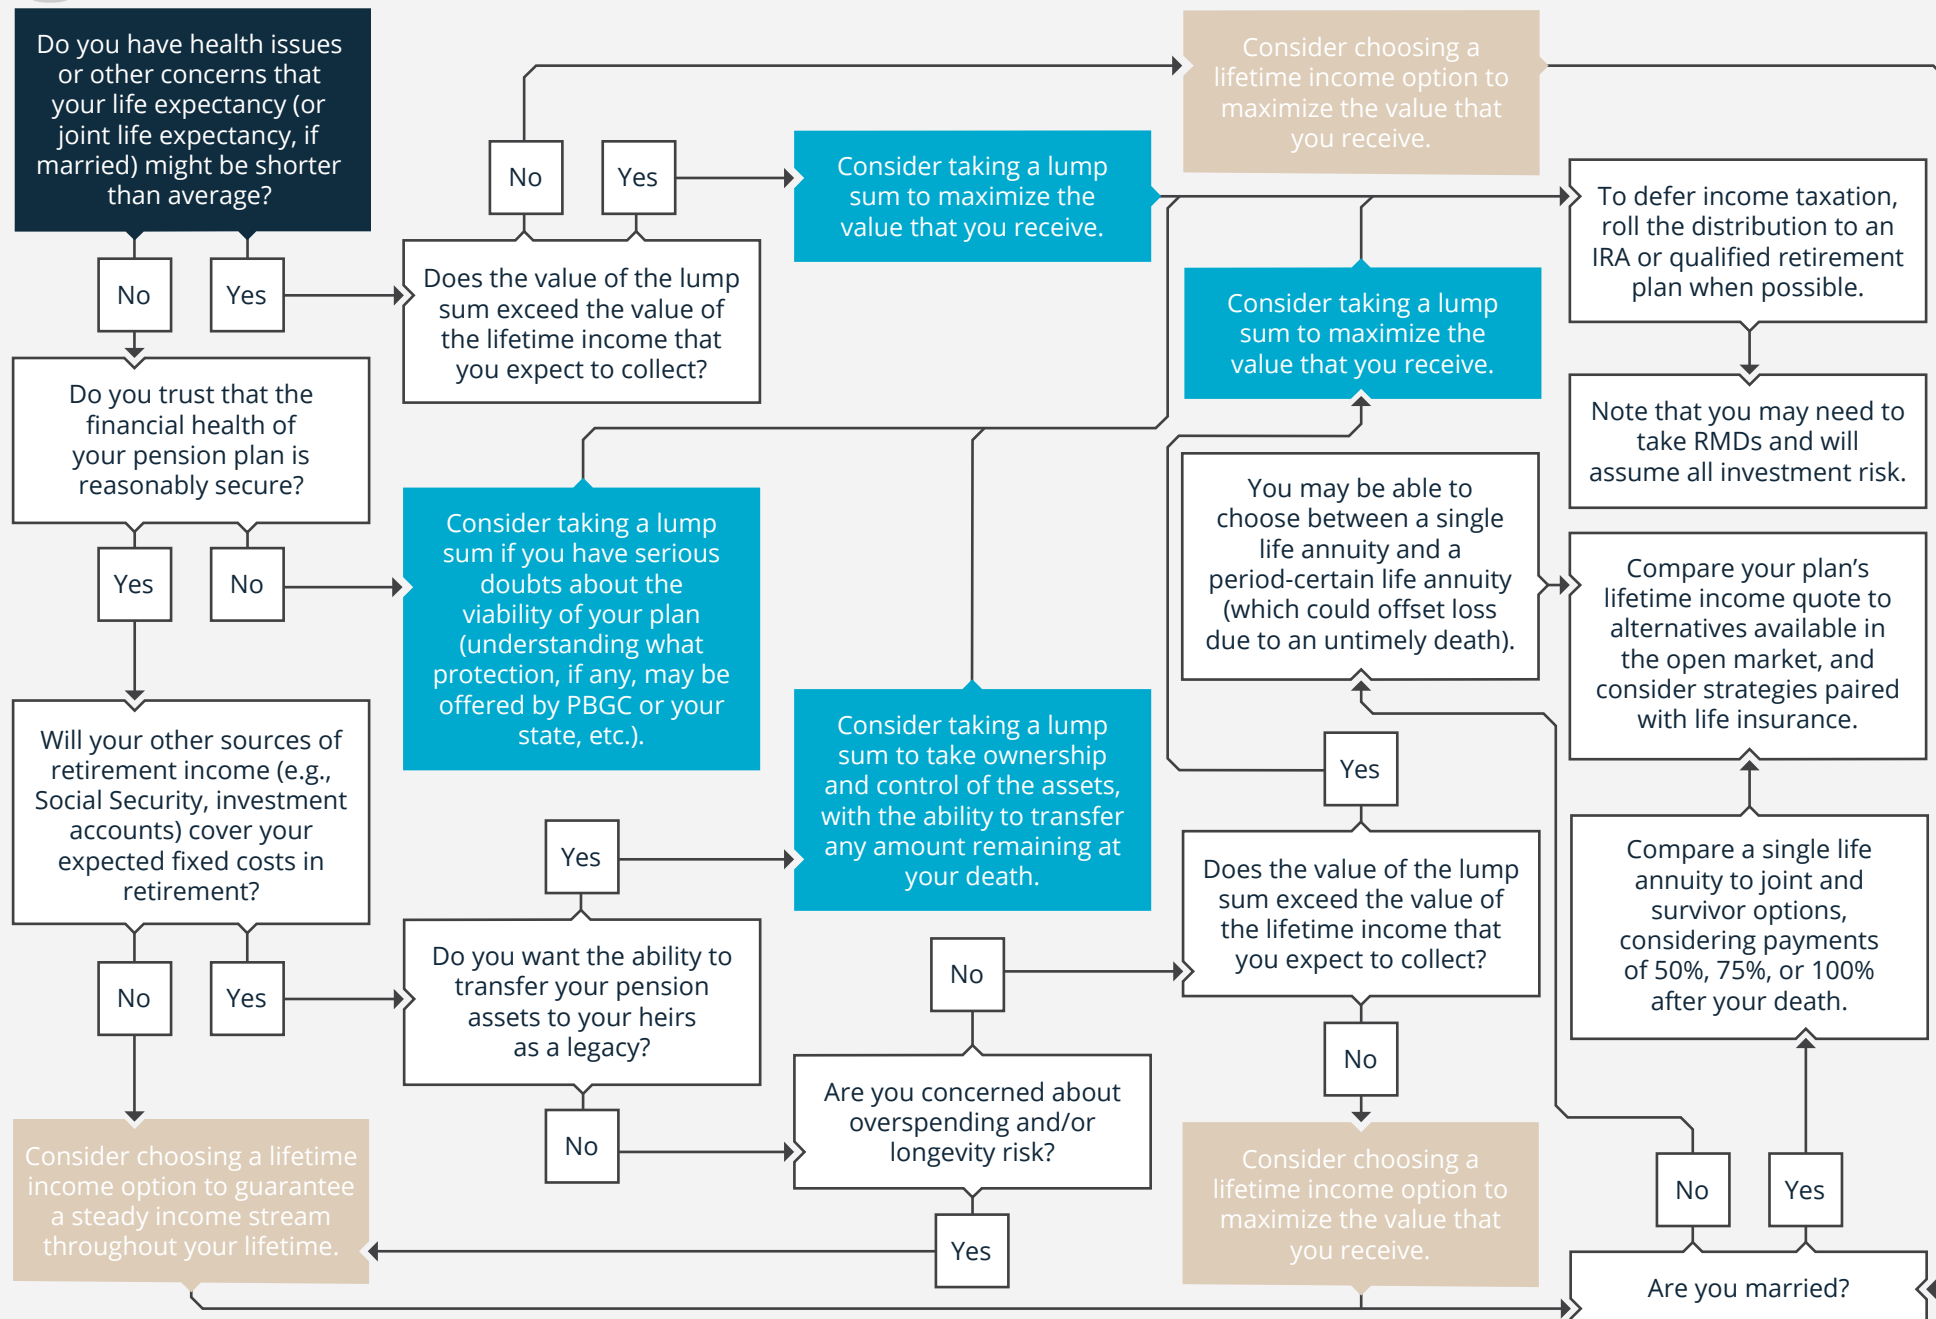 Do you have health issues
or other concerns that
your life expectancy (or
joint life expectancy, if
married) might be shorter
than average?
No
Yes
Does the value of the lump
sum exceed the value of
the lifetime income that
you expect to collect?
No
Yes
Consider taking a lump
sum to maximize the
value that you receive.
Consider choosing a
lifetime income option to
maximize the value that
you receive.
To defer income taxation,
roll the distribution to an
IRA or qualified retirement
plan when possible.
Note that you may need to
take RMDs and will
assume all investment risk.
Do you trust that the
financial health of
your pension plan is
reasonably secure?
Yes
No
Consider taking a lump
sum if you have serious
doubts about the
viability of your plan
(understanding what
protection, if any, may be
offered by PBGC or your
state, etc.).
Will your other sources of
retirement income (e.g.,
Social Security, investment
accounts) cover your
expected fixed costs in
retirement?
No
Yes
Do you want the ability to
transfer your pension
assets to your heirs
as a legacy?
Yes
Consider taking a lump
sum to take ownership
and control of the assets,
with the ability to transfer
any amount remaining at
your death.
No
Are you concerned about
overspending and/or
longevity risk?
No
Yes
Consider choosing a lifetime
income option to guarantee
a steady income stream
throughout your lifetime.
Does the value of the lump
sum exceed the value of
the lifetime income that
you expect to collect?
Yes
Consider taking a lump
sum to maximize the
value that you receive.
No
Consider choosing a
lifetime income option to
maximize the value that
you receive.
Are you married?
No
Yes
You may be able to
choose between a single
life annuity and a
period-certain life annuity
(which could offset loss
due to an untimely death).
Compare a single life
annuity to joint and
survivor options,
considering payments
of 50%, 75%, or 100%
after your death.
Compare your plan’s
lifetime income quote to
alternatives available in
the open market, and
consider strategies paired
with life insurance.